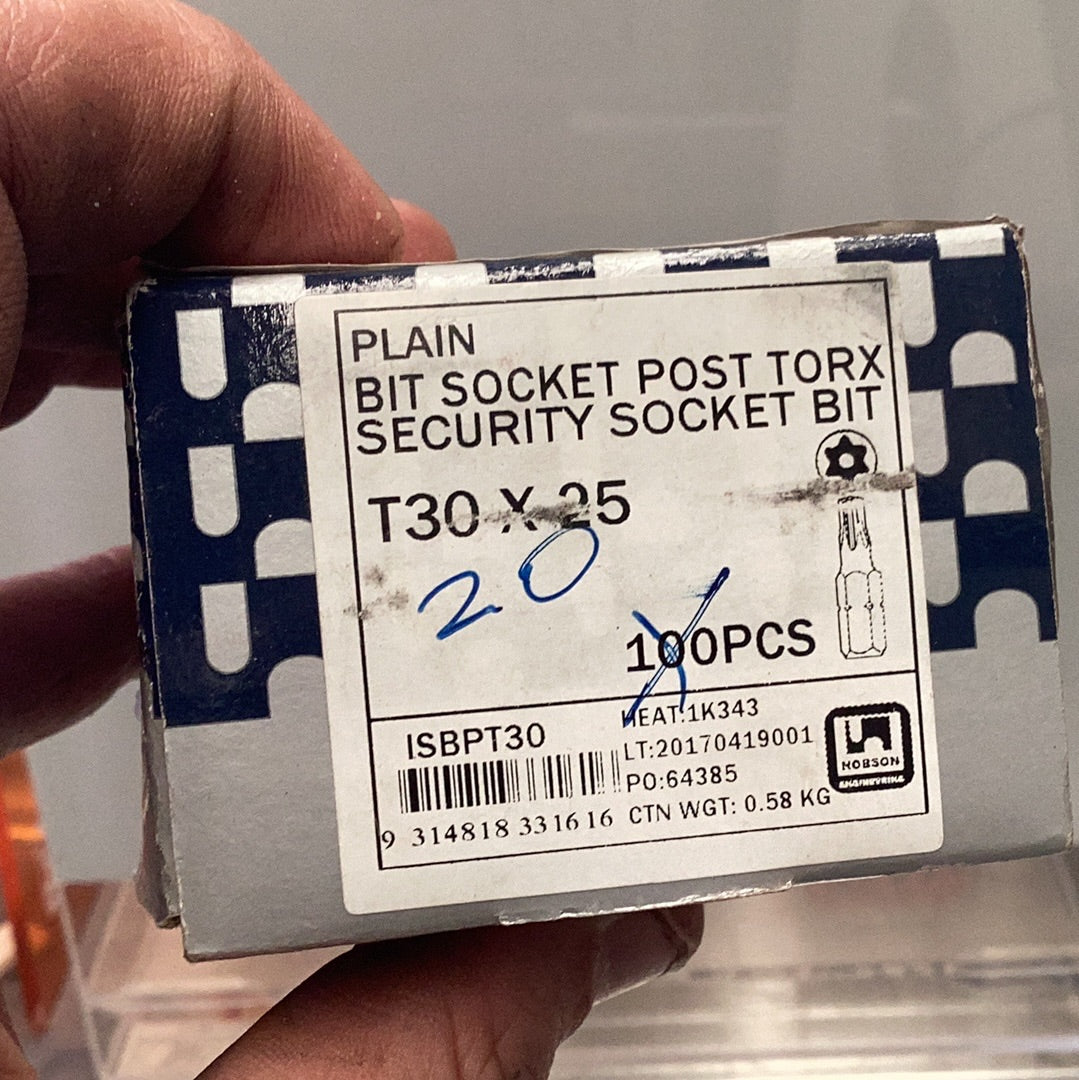 PLAIN
BIT SOCKET POST TORX
SECURITY SOCKET BIT
T30 X 25
20
100PCS
ISBPT30
HEAT:1K343
LT:20170419001
PO:64385
CTN WGT: 0.58 KG
9 314818 331616
HOBSON
ENGINEERING